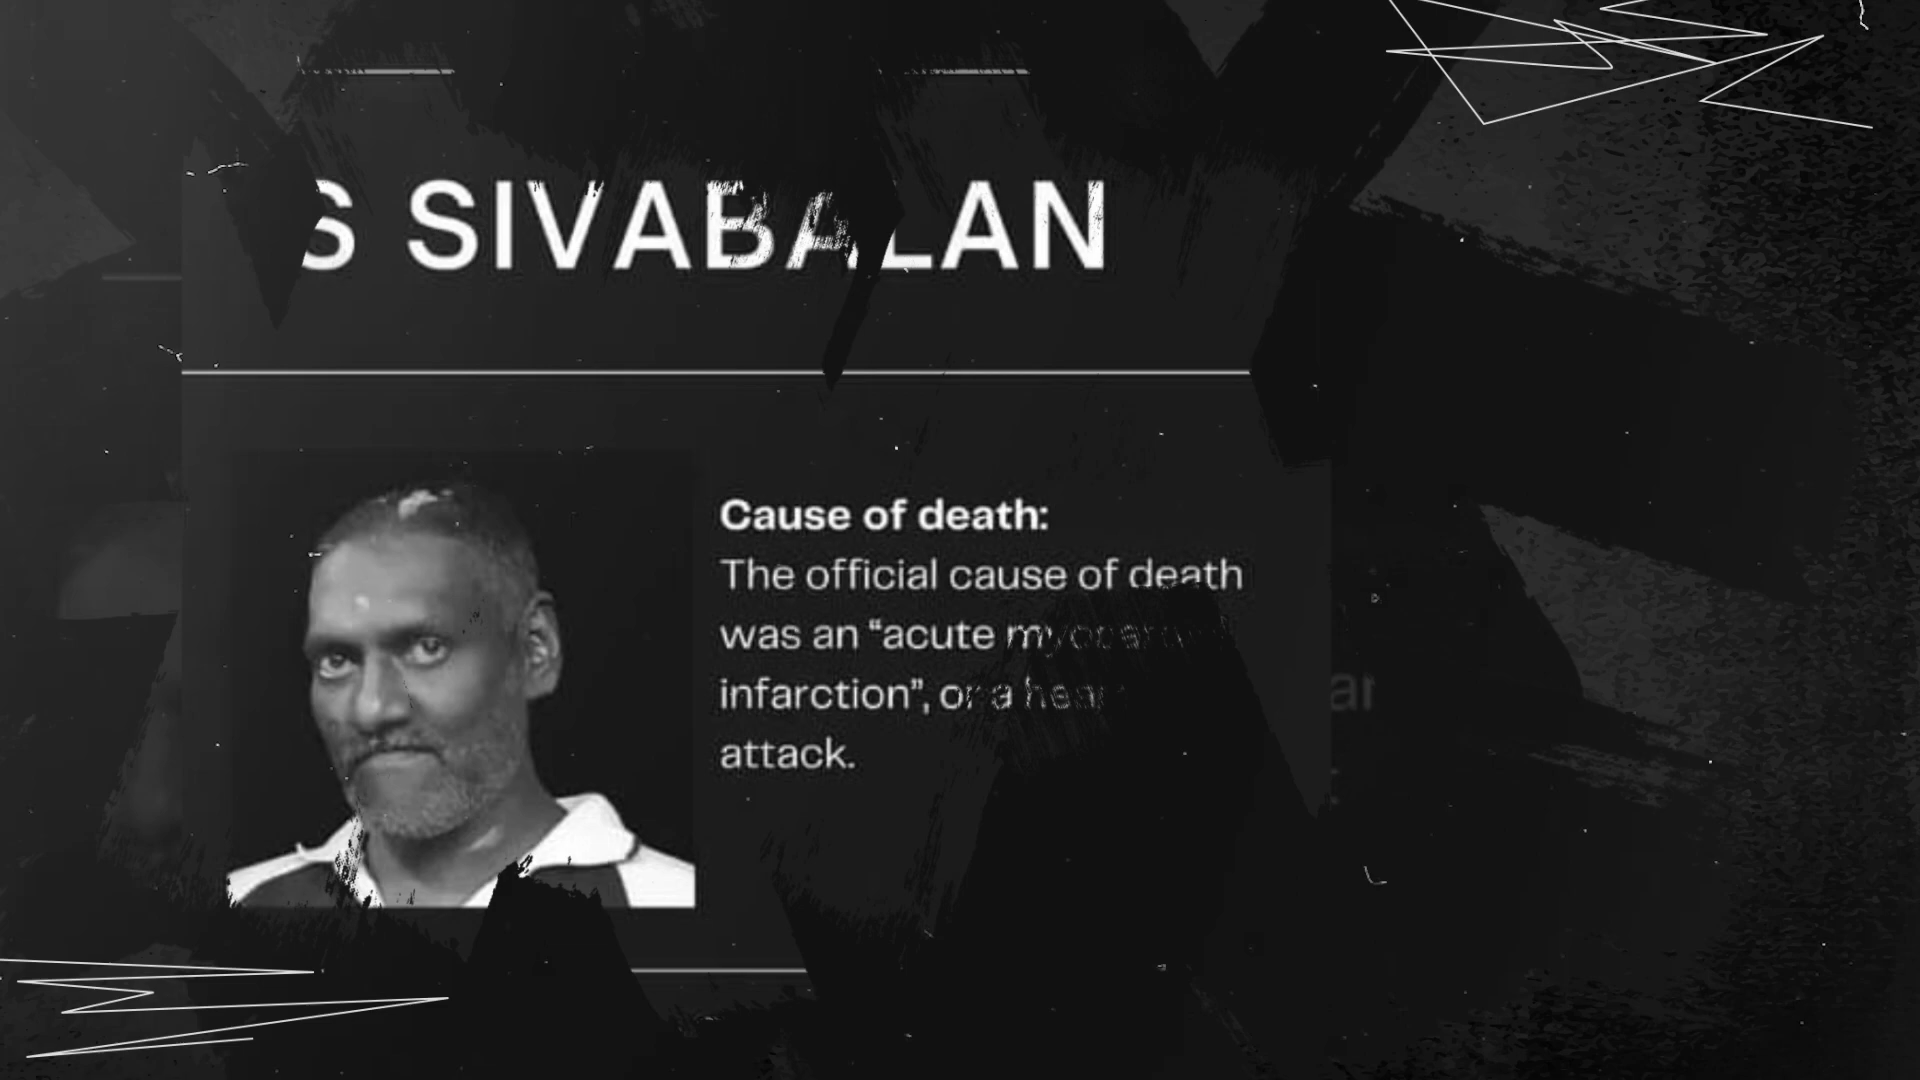 S SIVABALAN
Cause of death:
The official cause of death
was an “acute
infarction”, or a
attack.